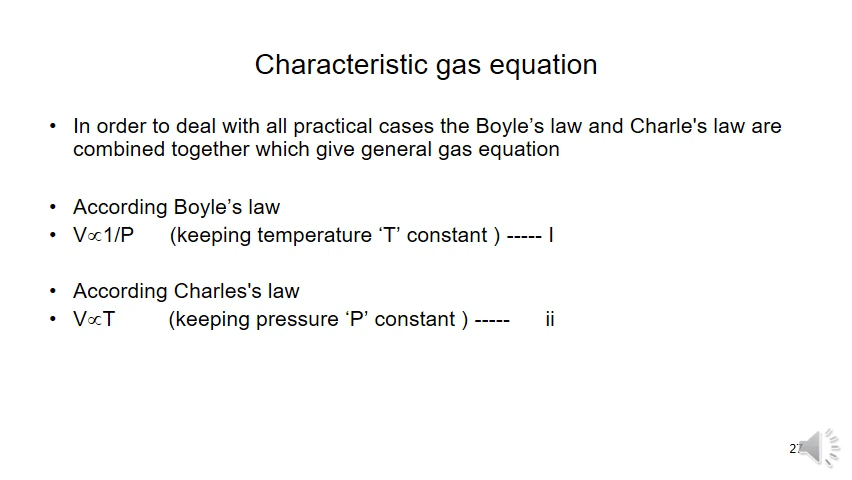 Characteristic gas equation
• In order to deal with all practical cases the Boyle’s law and Charle's law are
combined together which give general gas equation
• According Boyle’s law
• V∝1/P (keeping temperature ‘T’ constant ) ----- I
• According Charles's law
• V∝T (keeping pressure ‘P’ constant ) ----- ii
27